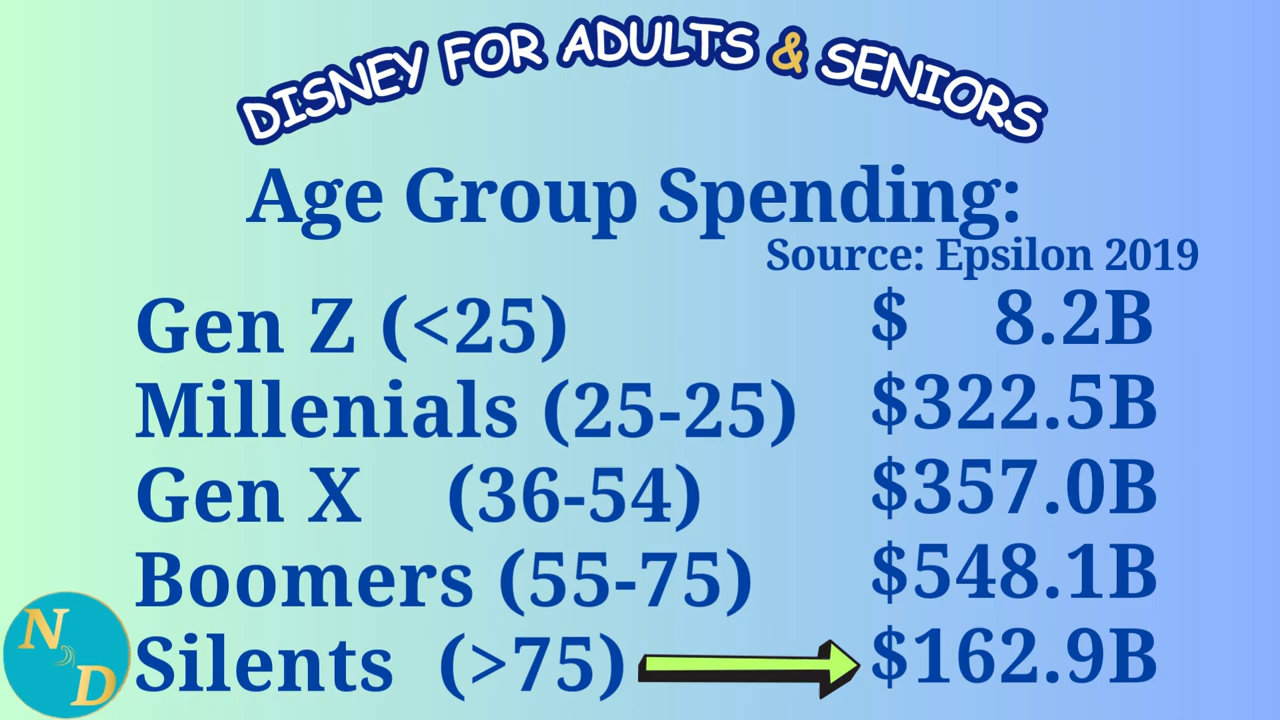 DISNEY FOR ADULTS & SENIORS
Age Group Spending:
Source: Epsilon 2019
Gen Z (<25) $ 8.2B
Millenials (25-25) $322.5B
Gen X (36-54) $357.0B
Boomers (55-75) $548.1B
Silents (>75) $162.9B
N
D